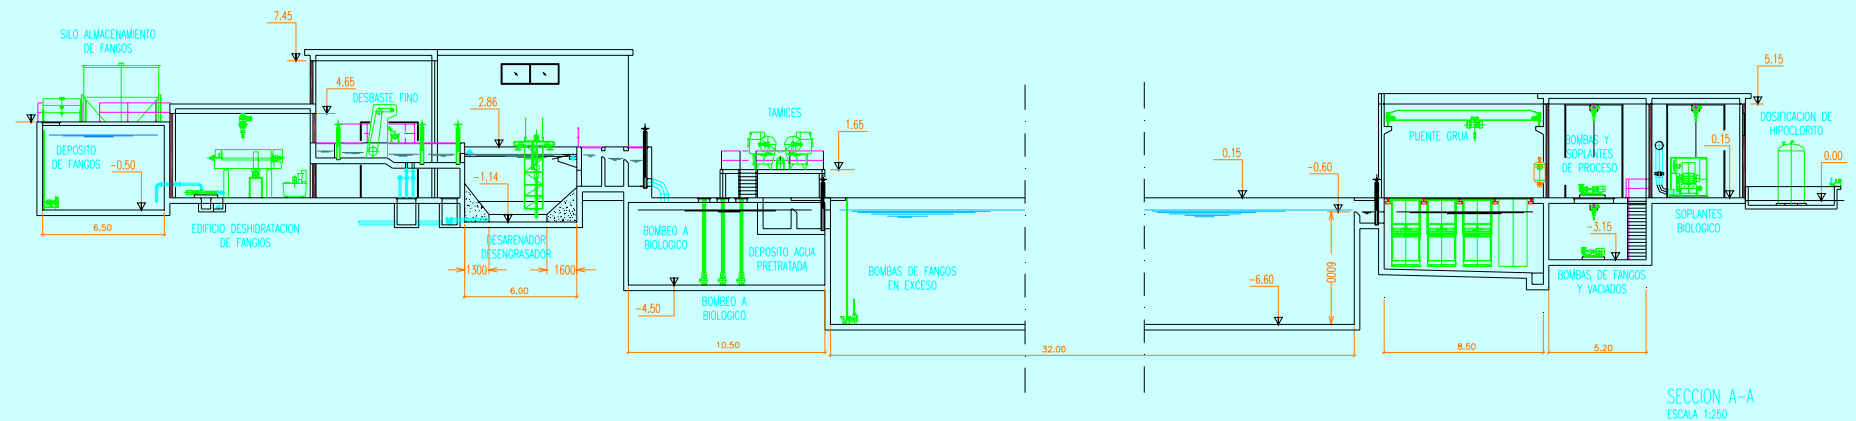 7.45
SILO ALMACENAMIENTO
DE FANGOS
4.65
DESBASTE FINO
2.86
TAMICES
1.65
DEPOSITO
DE FANGOS
-0.50
-1.14
6.50
EDIFICIO DESHIDRATACION
DE FANGIOS
DESARENADOR
DESENGRASADOR
1300
1600
6.00
BOMBEO A
BIOLOGICO
DEPOSITO AGUA
PRETRATADA
BOMBEO A
BIOLOGICO
-4.50
10.50
BOMBAS DE FANGOS
EN EXCESO
32.00
0.15
-0.60
-6.60
6000
5.15
PUENTE GRUA
BOMBAS Y
SOPLANTES
DE PROCESO
0.15
DOSIFICACION DE
HIPOCLORITO
0.00
SOPLANTES
BIOLOGICO
-3.15
BOMBAS DE FANGOS
Y VACIADOS
8.50
5.20
SECCION A-A
ESCALA 1:250